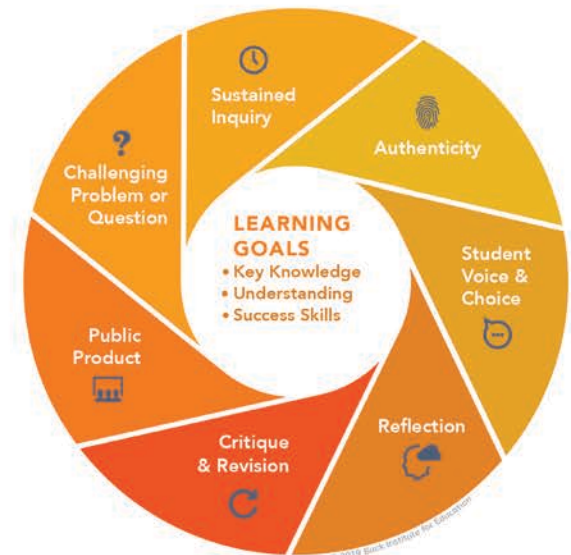 Sustained
Inquiry
Authenticity
?
Challenging
Problem or
Question
LEARNING
GOALS
• Key Knowledge
• Understanding
• Success Skills
Student
Voice &
Choice
Public
Product
Reflection
Critique
& Revision
2019 Buck Institute for Education